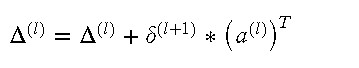 Δ^{(l)} = Δ^{(l)} + δ^{(l+1)} * (a^{(l)})^T